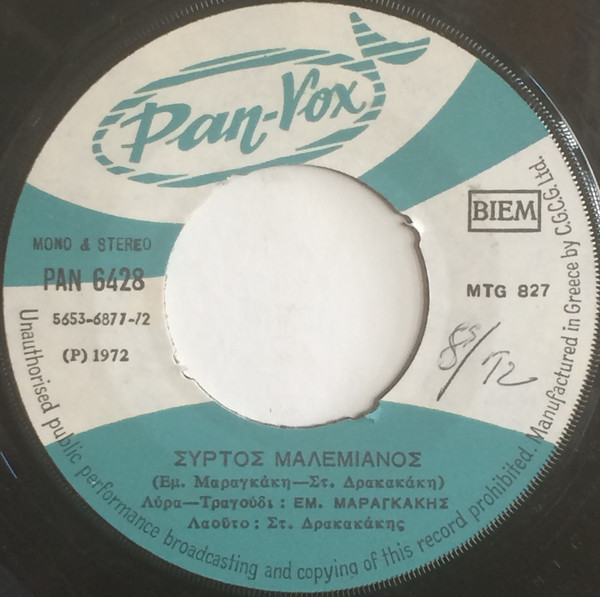 Pan-Vox
BIEM
MONO & STEREO
PAN 6428
5653-6877-/2
(P) 1972
MTG 827
8s/72
ΣΥΡΤΟΣ ΜΑΛΕΜΙΑΝΟΣ
(Εμ. Μαραγκάκη—Στ. Δρακακάκη)
Λύρα—Τραγούδι : ΕΜ. ΜΑΡΑΓΚΑΚΗΣ
Λαούτο : Στ. Δρακακάκης
Unauthorised public performance broadcasting and copying of this record prohibited. Manufactured in Greece by C.G.C.G. Ltd.